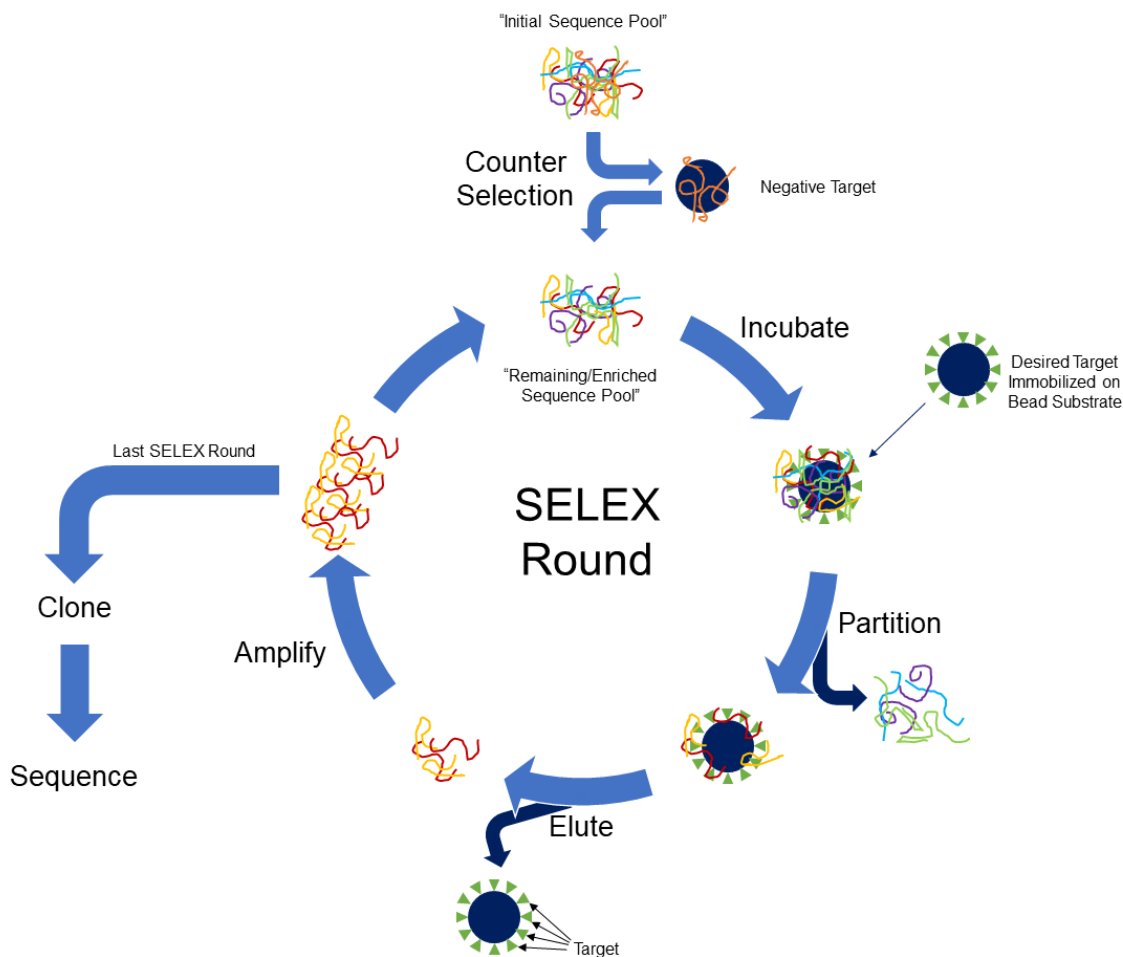 “Initial Sequence Pool”
Counter
Selection
Negative Target
“Remaining/Enriched
Sequence Pool”
Incubate
Desired Target
Immobilized on
Bead Substrate
Last SELEX Round
SELEX
Round
Clone
Partition
Amplify
Sequence
Elute
Target